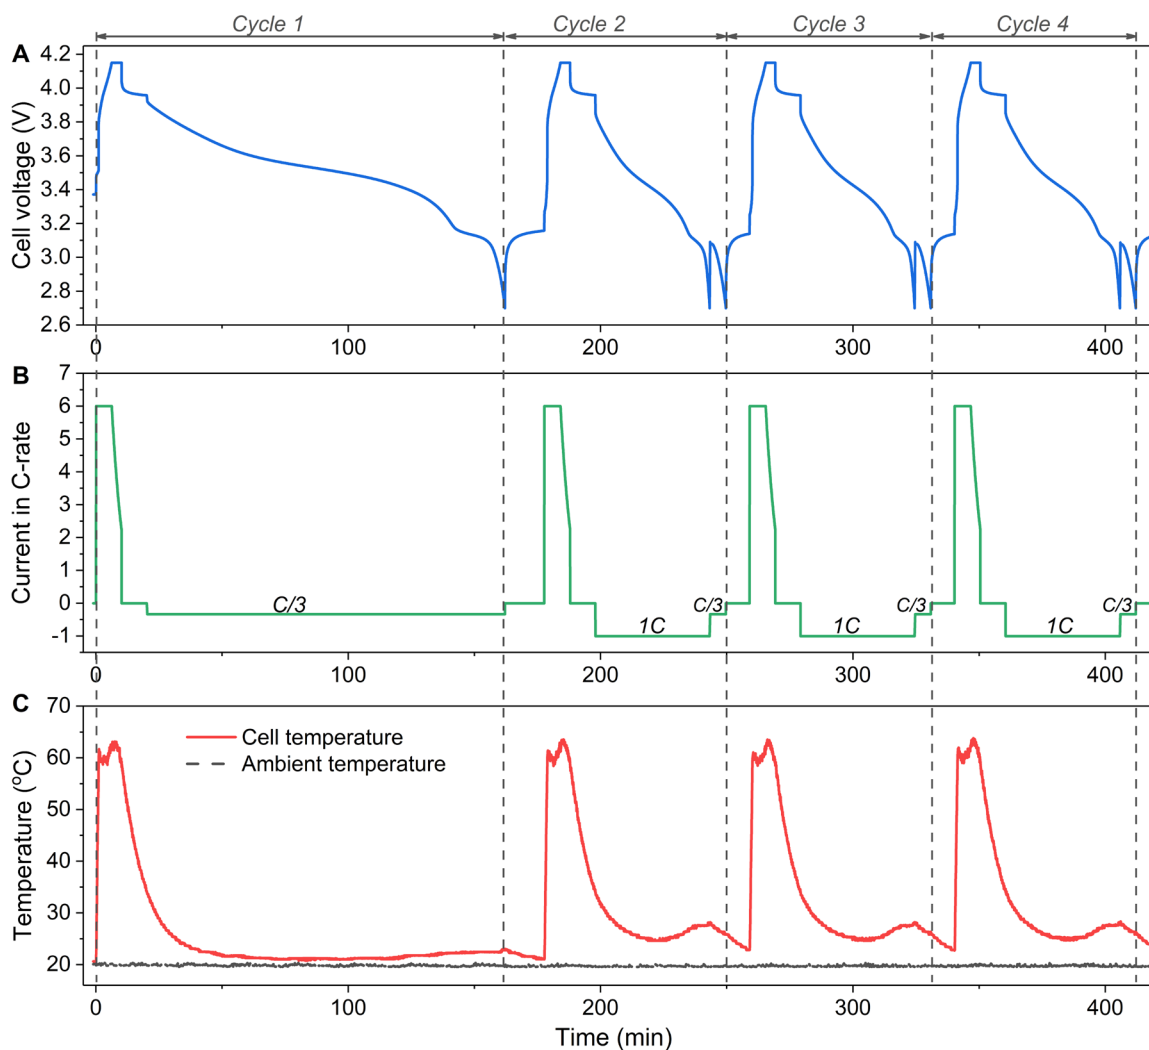 Cycle 1 Cycle 2 Cycle 3 Cycle 4
A
Cell voltage (V)
4.2
4.0
3.8
3.6
3.4
3.2
3.0
2.8
2.6
0 100 200 300 400
B
Current in C-rate
7
6
5
4
3
2
1
0
-1
C/3 C/3 C/3 C/3
1C 1C 1C
0 100 200 300 400
C
Temperature (ºC)
70
60
50
40
30
20
Cell temperature
Ambient temperature
0 100 200 300 400
Time (min)